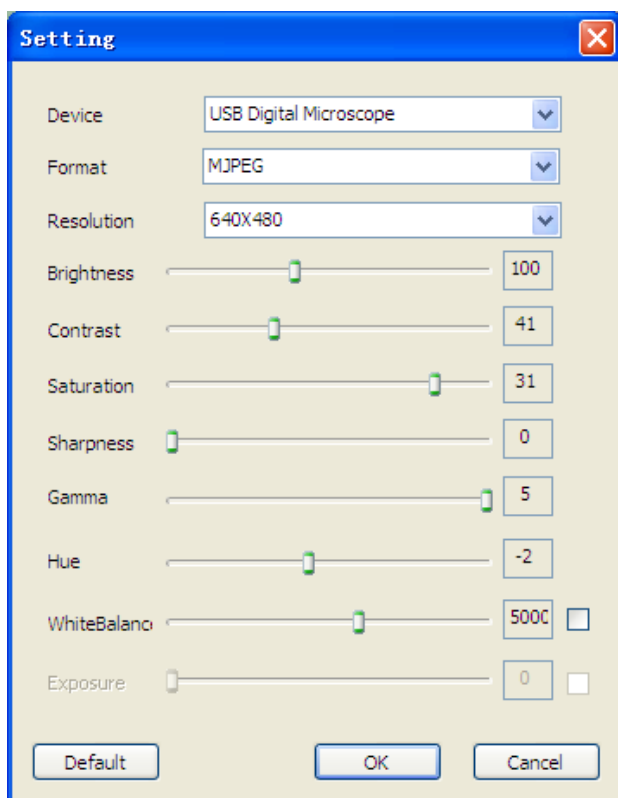 Setting
Device USB Digital Microscope
Format MJPEG
Resolution 640X480
Brightness 100
Contrast 41
Saturation 31
Sharpness 0
Gamma 5
Hue -2
WhiteBalanc 5000
Exposure 0
Default OK Cancel